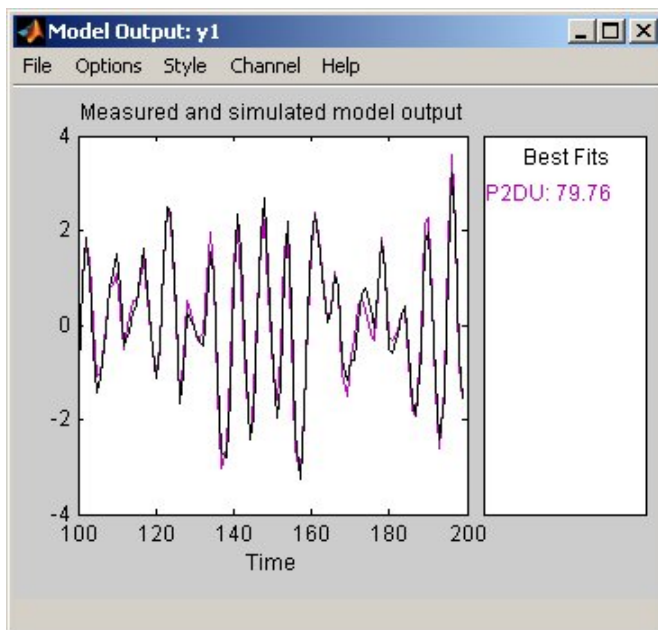 Model Output: y1
File Options Style Channel Help
Measured and simulated model output
4
2
0
-2
-4
100 120 140 160 180 200
Time
Best Fits
P2DU: 79.76